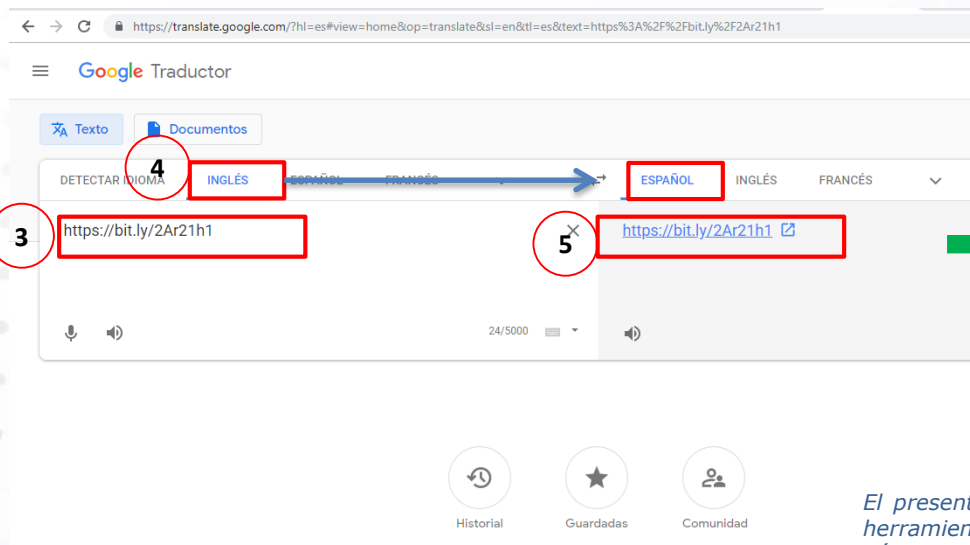 https://translate.google.com/?hl=es#view=home&op=translate&sl=en&tl=es&text=https%3A%2F%2Fbit.ly%2F2Ar21h1
Google Traductor
Texto Documentos
4
DETECTAR IDIOMA INGLÉS ESPAÑOL FRANCÉS ESPAÑOL INGLÉS FRANCÉS
3 https://bit.ly/2Ar21h1 5 https://bit.ly/2Ar21h1
24/5000
Historial Guardadas Comunidad
El present
herramien